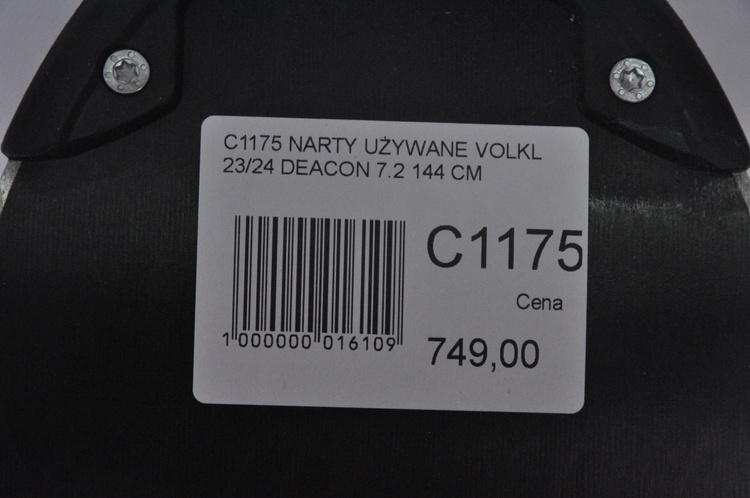 C1175 NARTY UŻYWANE VOLKL
23/24 DEACON 7.2 144 CM
C1175
Cena
1 000000 016109
749,00